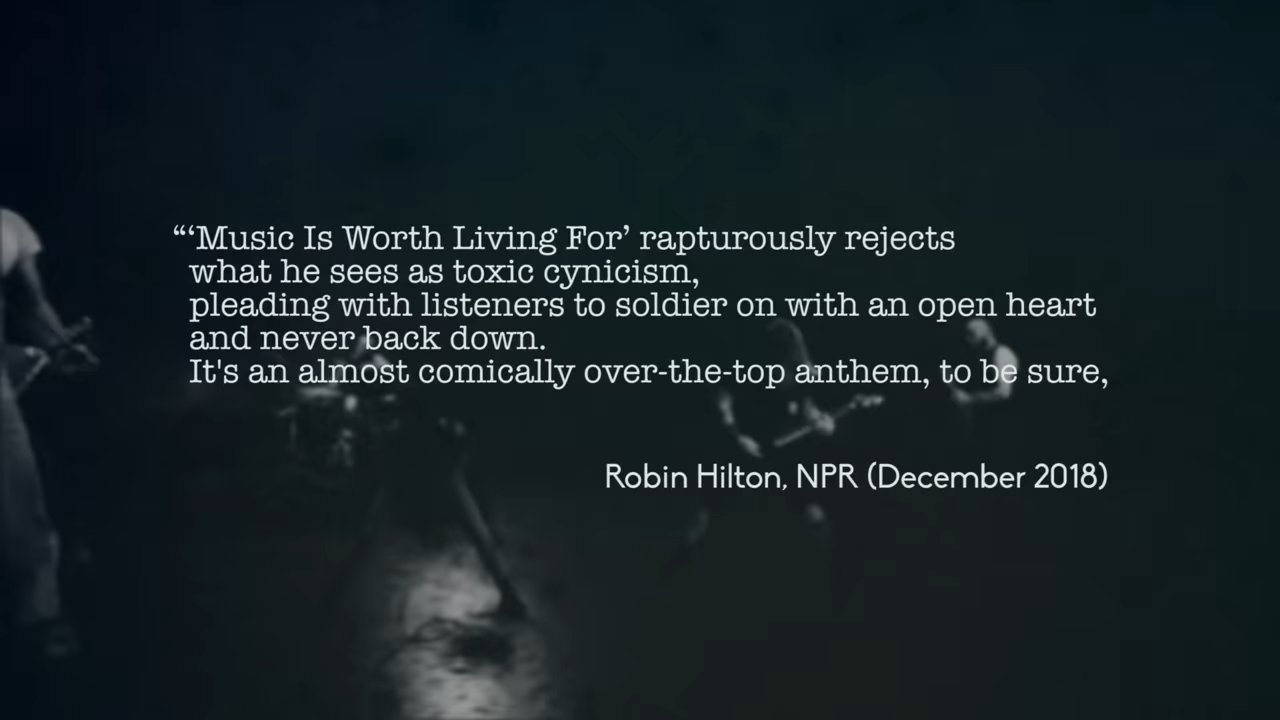 “‘Music Is Worth Living For’ rapturously rejects
what he sees as toxic cynicism,
pleading with listeners to soldier on with an open heart
and never back down.
It's an almost comically over-the-top anthem, to be sure,
Robin Hilton, NPR (December 2018)